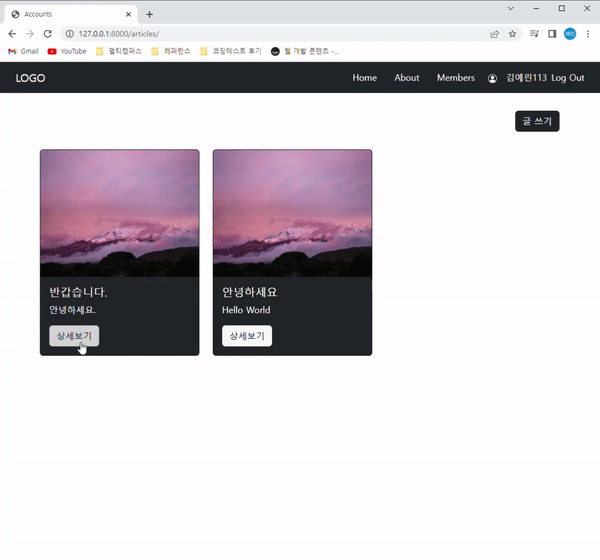 Accounts
127.0.0.1:8000/articles/
Gmail YouTube 멀티캠퍼스 레퍼런스 코딩테스트 후기 웹 개발 콘텐츠 -...
LOGO Home About Members 김예린113 Log Out
글 쓰기
반갑습니다.
안녕하세요.
상세보기
안녕하세요
Hello World
상세보기